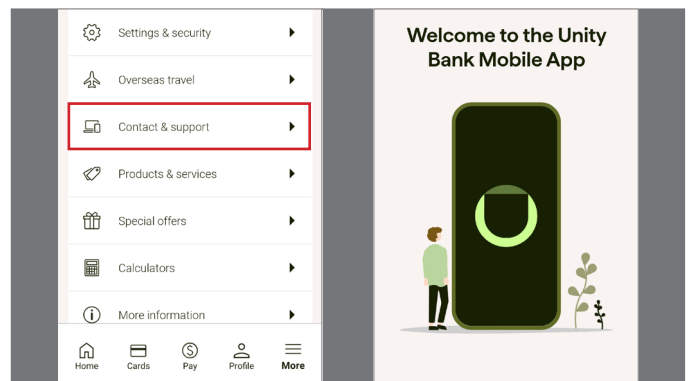 Settings & security
Overseas travel
Contact & support
Products & services
Special offers
Calculators
More information
Home Cards Pay Profile More
Welcome to the Unity
Bank Mobile App